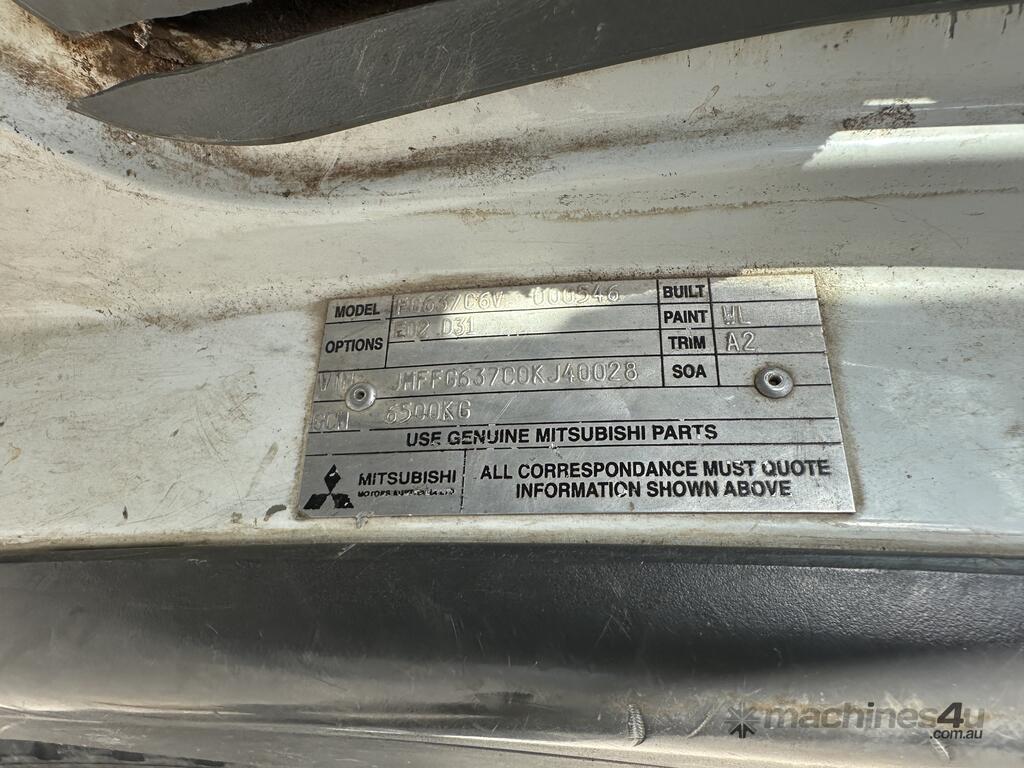 MODEL FG637C6V 000546 BUILT
OPTIONS E02 D31 PAINT WL
TRIM A2
VIN JMFFG637C0KJ40028 SOA
GCM 6500KG
USE GENUINE MITSUBISHI PARTS
MITSUBISHI ALL CORRESPONDANCE MUST QUOTE
INFORMATION SHOWN ABOVE
machines4u
.com.au